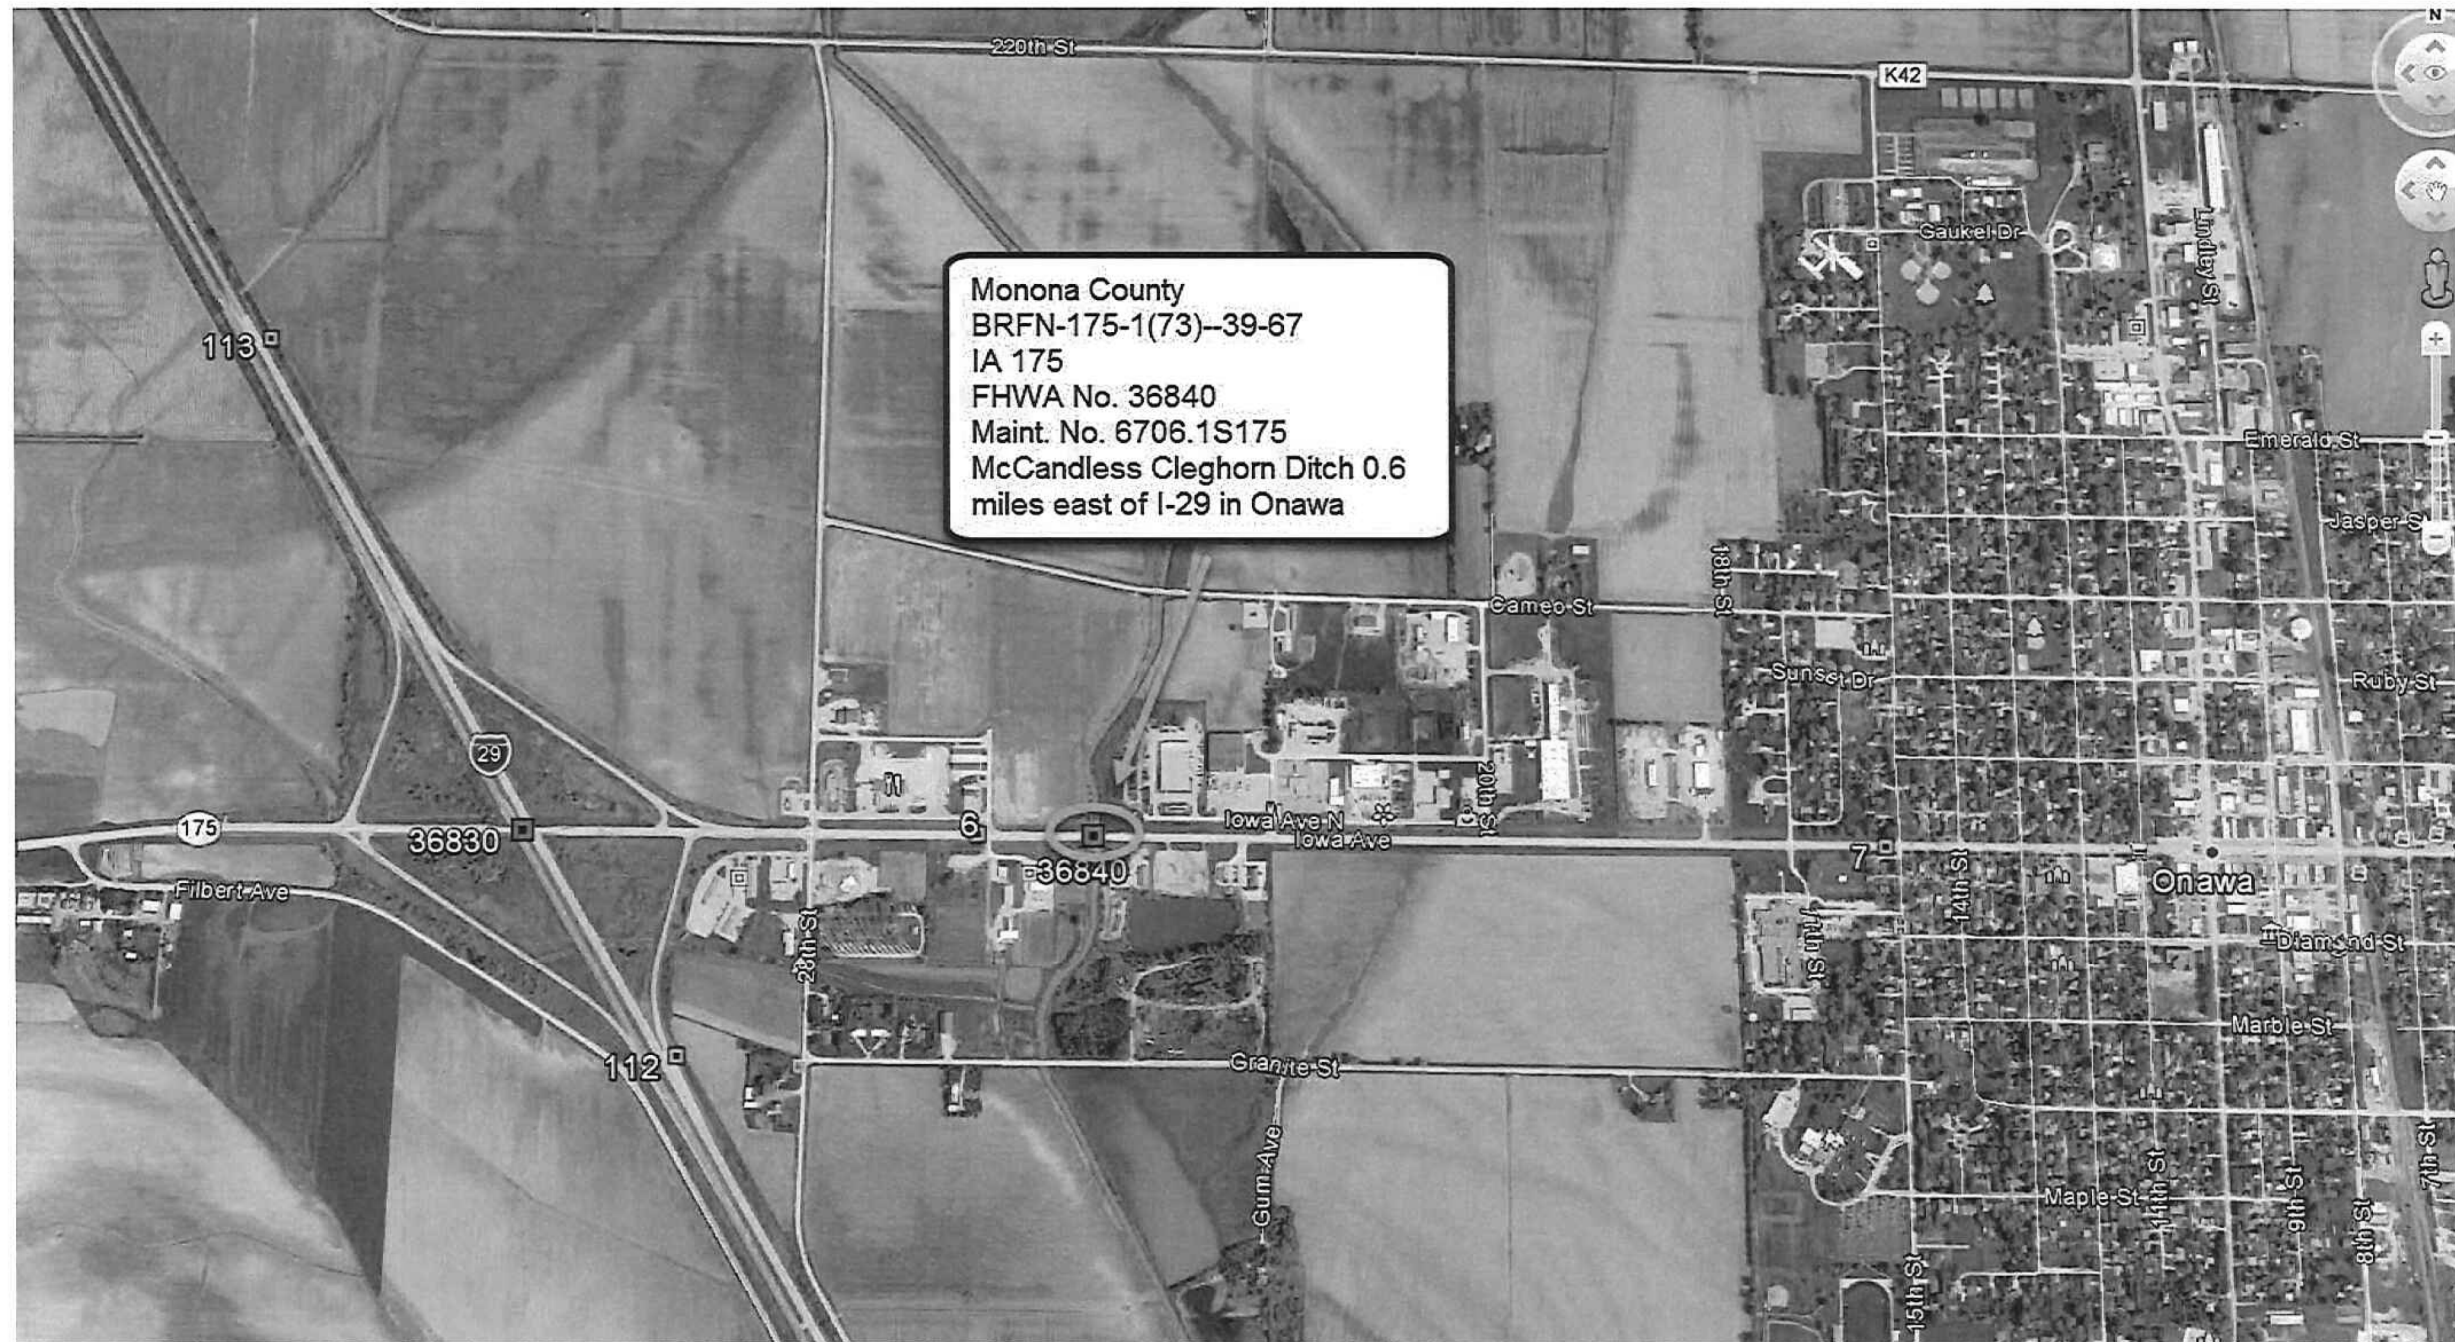 N
220th St
K42
Gaukel Dr
Lindley St
Monona County
BRFN-175-1(73)--39-67
IA 175
FHWA No. 36840
Maint. No. 6706.1S175
McCandless Cleghorn Ditch 0.6
miles east of I-29 in Onawa
113
Emerald St
Jasper S
18th St
Cameo St
Sunset Dr
Ruby St
29
20th St
175
36830
6
Iowa Ave N
Iowa Ave
36840
7
14th St
Onawa
Filbert Ave
28th St
17th St
Diamond St
Marble St
112
Granite St
Gum Ave
Maple St
11th St
9th St
7th St
8th St
15th St